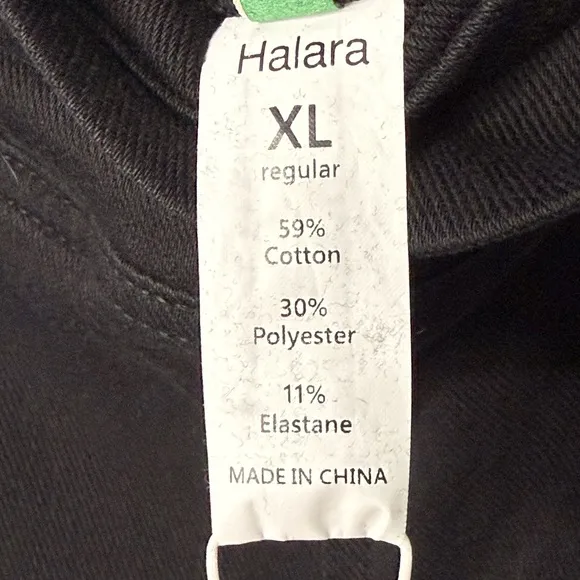 Halara
XL
regular
59%
Cotton
30%
Polyester
11%
Elastane
MADE IN CHINA